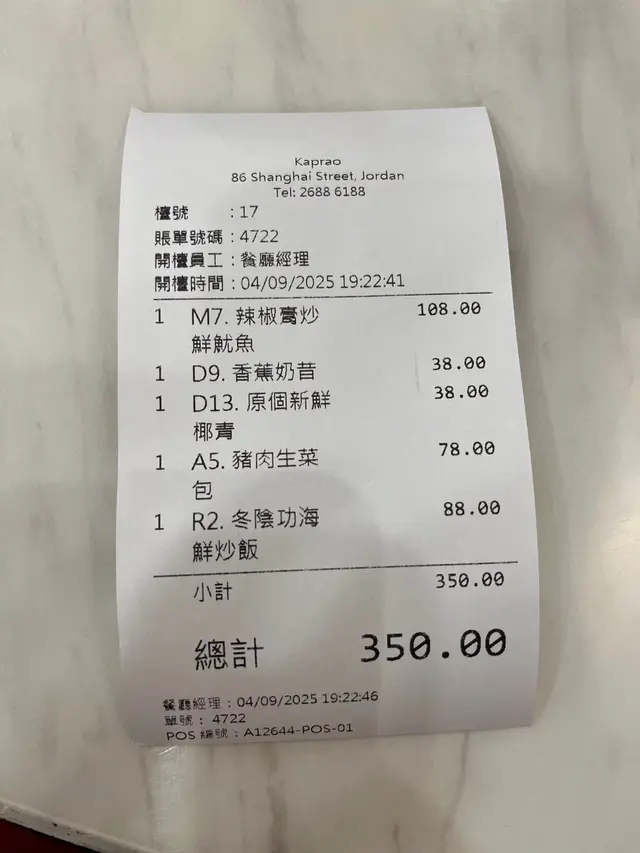 Kaprao
86 Shanghai Street, Jordan
Tel: 2688 6188
檯號 : 17
賬單號碼 : 4722
開檯員工 : 餐廳經理
開檯時間 : 04/09/2025 19:22:41
1 M7. 辣椒膏炒 108.00
鮮魷魚
1 D9. 香蕉奶昔 38.00
1 D13. 原個新鮮 38.00
椰青
1 A5. 豬肉生菜 78.00
包
1 R2. 冬陰功海 88.00
鮮炒飯
小計 350.00
總計 350.00
餐廳經理 : 04/09/2025 19:22:46
單號 : 4722
POS 編號 : A12644-POS-01